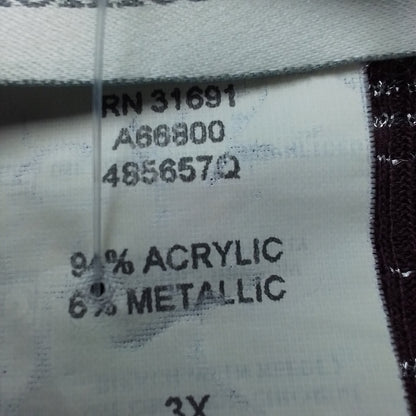 RN 31691
A66800
485657Q
94% ACRYLIC
6% METALLIC
3X